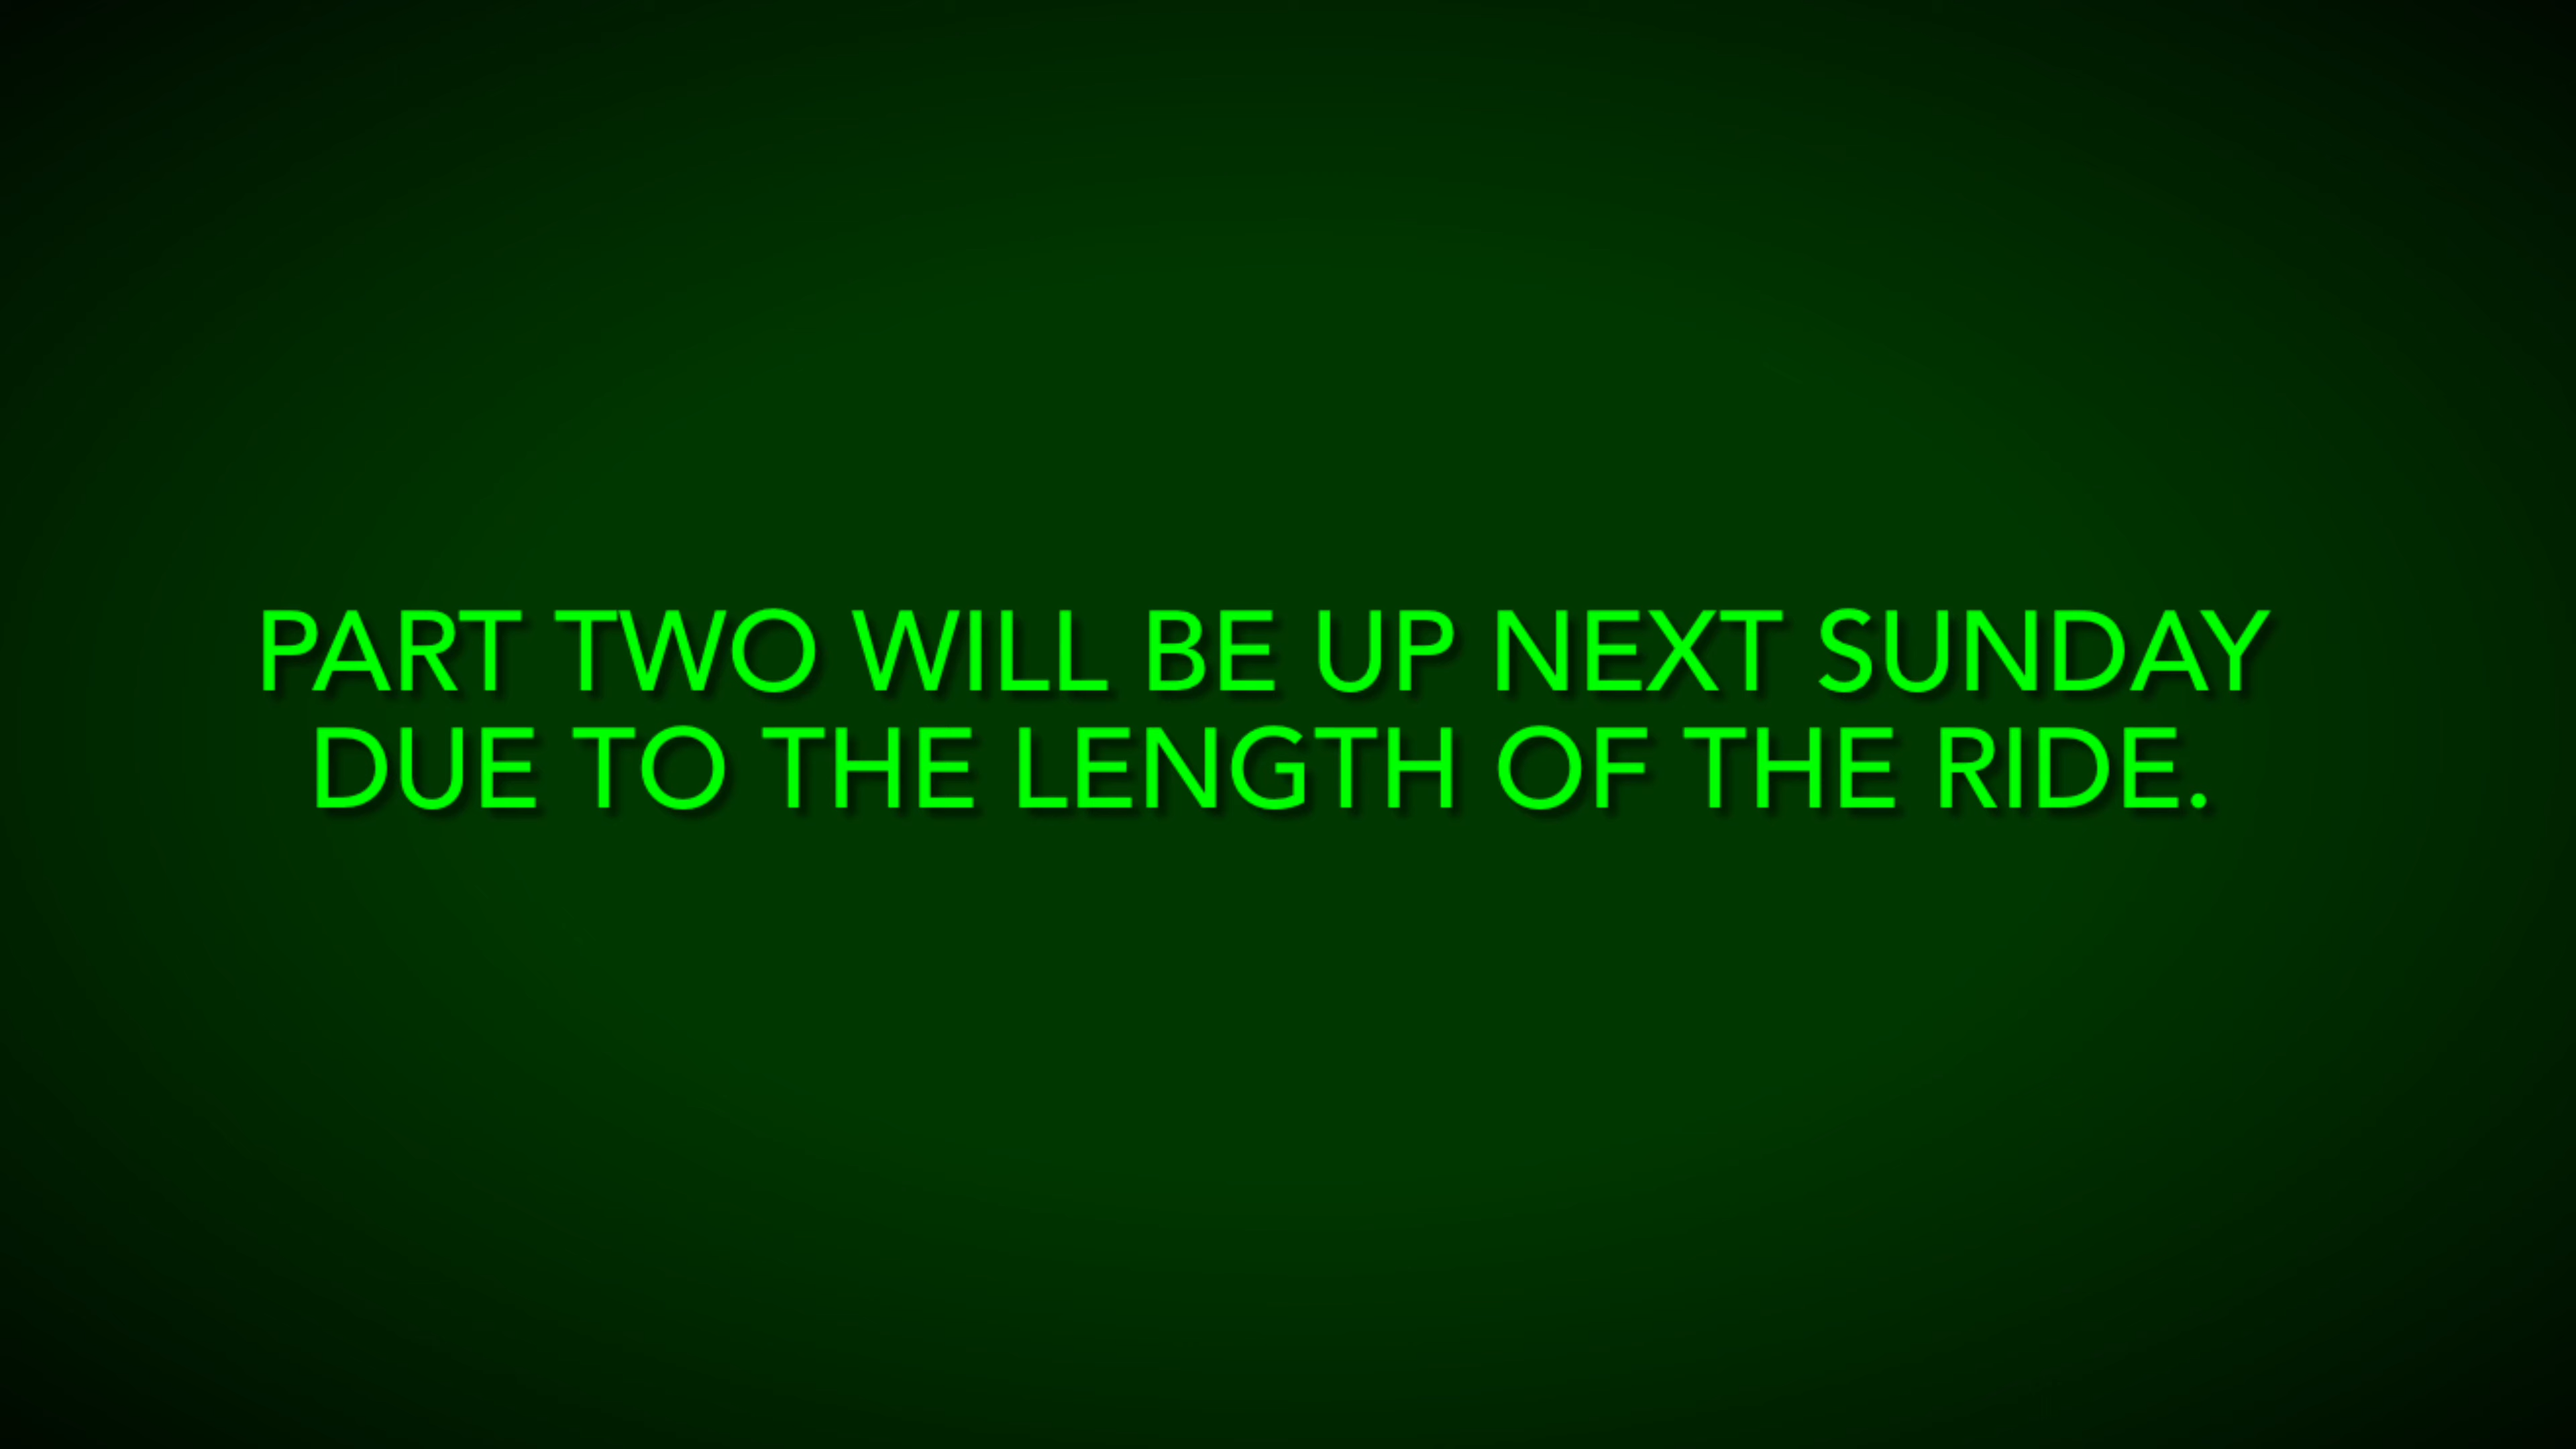 PART TWO WILL BE UP NEXT SUNDAY
DUE TO THE LENGTH OF THE RIDE.